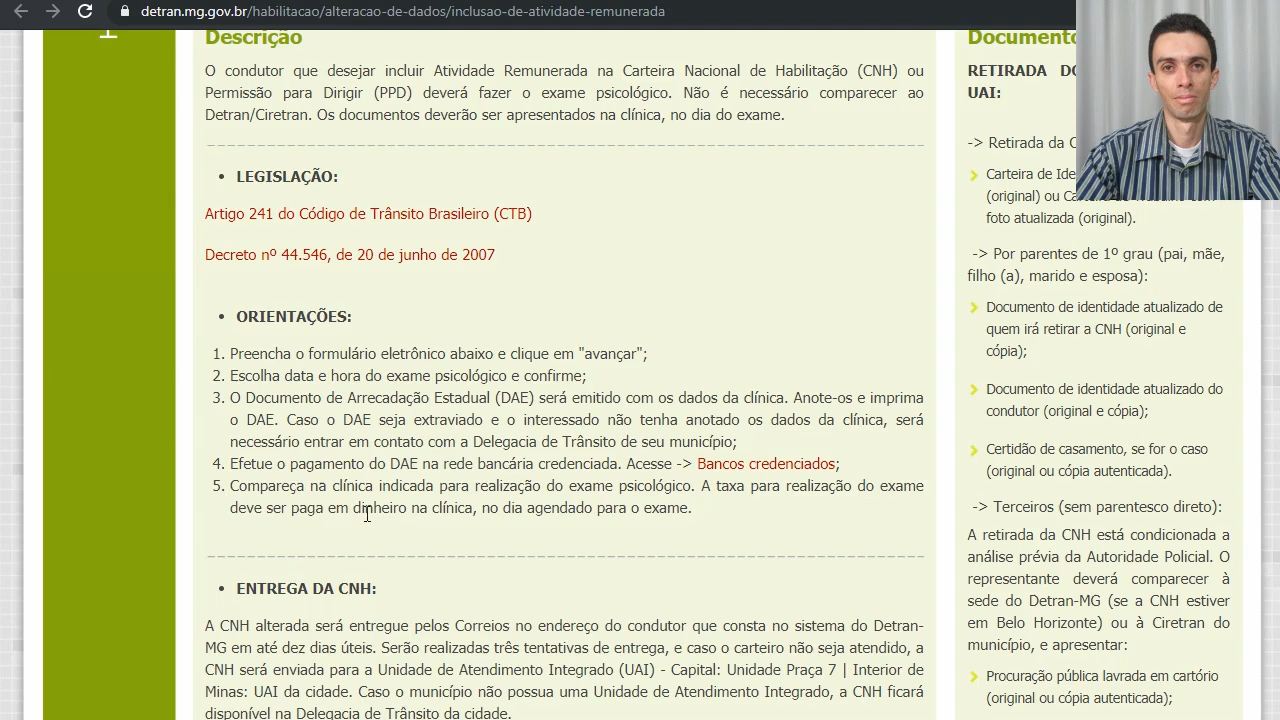 detran.mg.gov.br/habilitacao/alteracao-de-dados/inclusao-de-atividade-remunerada
Descrição
O condutor que desejar incluir Atividade Remunerada na Carteira Nacional de Habilitação (CNH) ou
Permissão para Dirigir (PPD) deverá fazer o exame psicológico. Não é necessário comparecer ao
Detran/Ciretran. Os documentos deverão ser apresentados na clínica, no dia do exame.
• LEGISLAÇÃO:
Artigo 241 do Código de Trânsito Brasileiro (CTB)
Decreto nº 44.546, de 20 de junho de 2007
• ORIENTAÇÕES:
1. Preencha o formulário eletrônico abaixo e clique em "avançar";
2. Escolha data e hora do exame psicológico e confirme;
3. O Documento de Arrecadação Estadual (DAE) será emitido com os dados da clínica. Anote-os e imprima
o DAE. Caso o DAE seja extraviado e o interessado não tenha anotado os dados da clínica, será
necessário entrar em contato com a Delegacia de Trânsito de seu município;
4. Efetue o pagamento do DAE na rede bancária credenciada. Acesse -> Bancos credenciados;
5. Compareça na clínica indicada para realização do exame psicológico. A taxa para realização do exame
deve ser paga em dinheiro na clínica, no dia agendado para o exame.
• ENTREGA DA CNH:
A CNH alterada será entregue pelos Correios no endereço do condutor que consta no sistema do Detran-
MG em até dez dias úteis. Serão realizadas três tentativas de entrega, e caso o carteiro não seja atendido, a
CNH será enviada para a Unidade de Atendimento Integrado (UAI) - Capital: Unidade Praça 7 | Interior de
Minas: UAI da cidade. Caso o município não possua uma Unidade de Atendimento Integrado, a CNH ficará
disponível na Delegacia de Trânsito da cidade.
Documento
RETIRADA
UAI:
-> Retirada da
Carteira de
(original) ou
foto atualizada (original).
-> Por parentes de 1º grau (pai, mãe,
filho (a), marido e esposa):
Documento de identidade atualizado de
quem irá retirar a CNH (original e
cópia);
Documento de identidade atualizado do
condutor (original e cópia);
Certidão de casamento, se for o caso
(original ou cópia autenticada).
-> Terceiros (sem parentesco direto):
A retirada da CNH está condicionada a
análise prévia da Autoridade Policial. O
representante deverá comparecer à
sede do Detran-MG (se a CNH estiver
em Belo Horizonte) ou à Ciretran do
município, e apresentar:
Procuração pública lavrada em cartório
(original ou cópia autenticada);